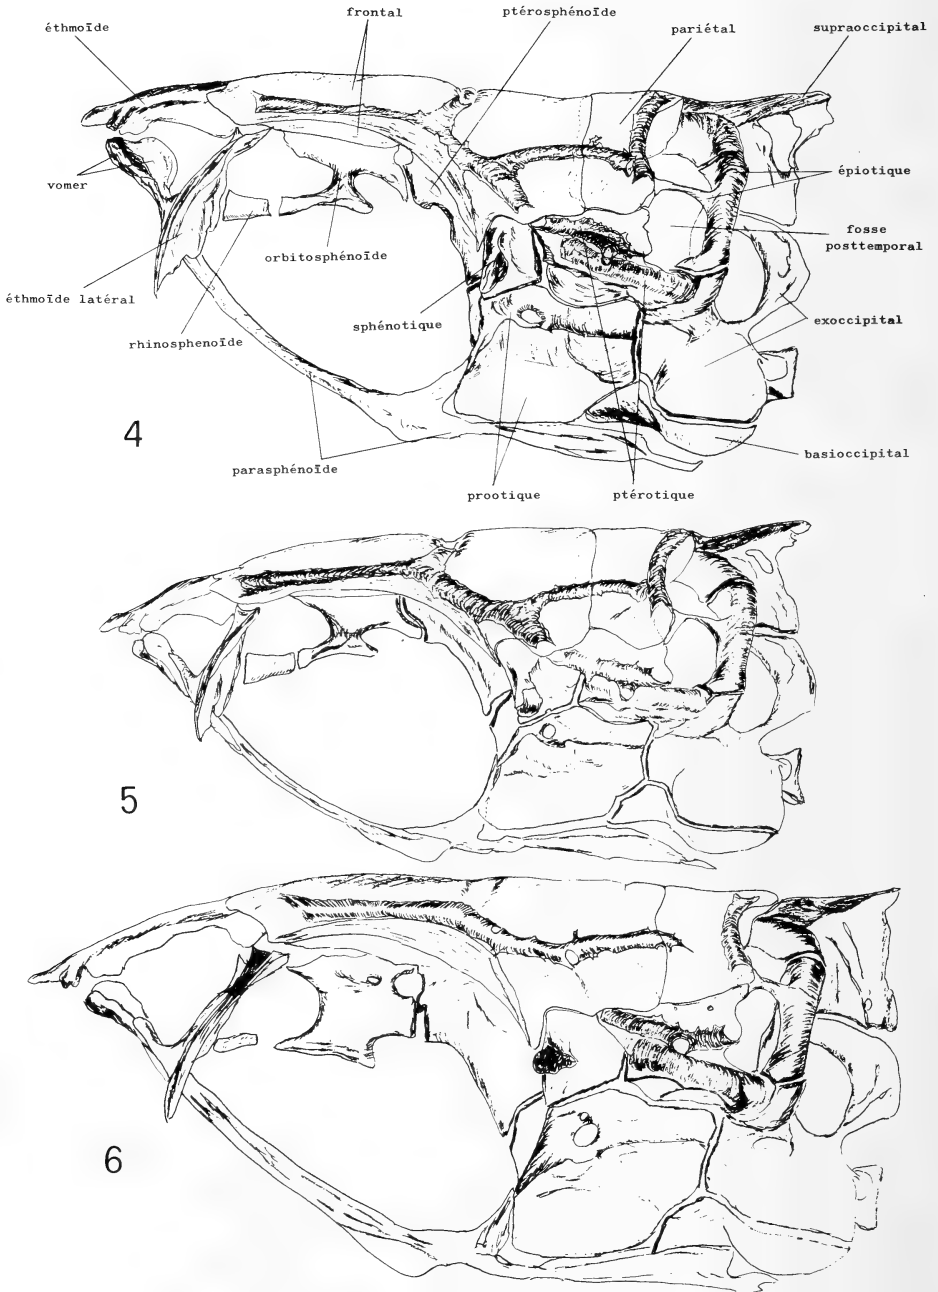 frontal
ptérosphénoïde
éthmoïde
pariétal
supraoccipital
vomer
épiotique
fosse
posttemporal
orbitosphénoïde
éthmoïde latéral
sphénotique
exoccipital
rhinosphenoïde
4
basioccipital
parasphénoïde
prootique
ptérotique
5
6